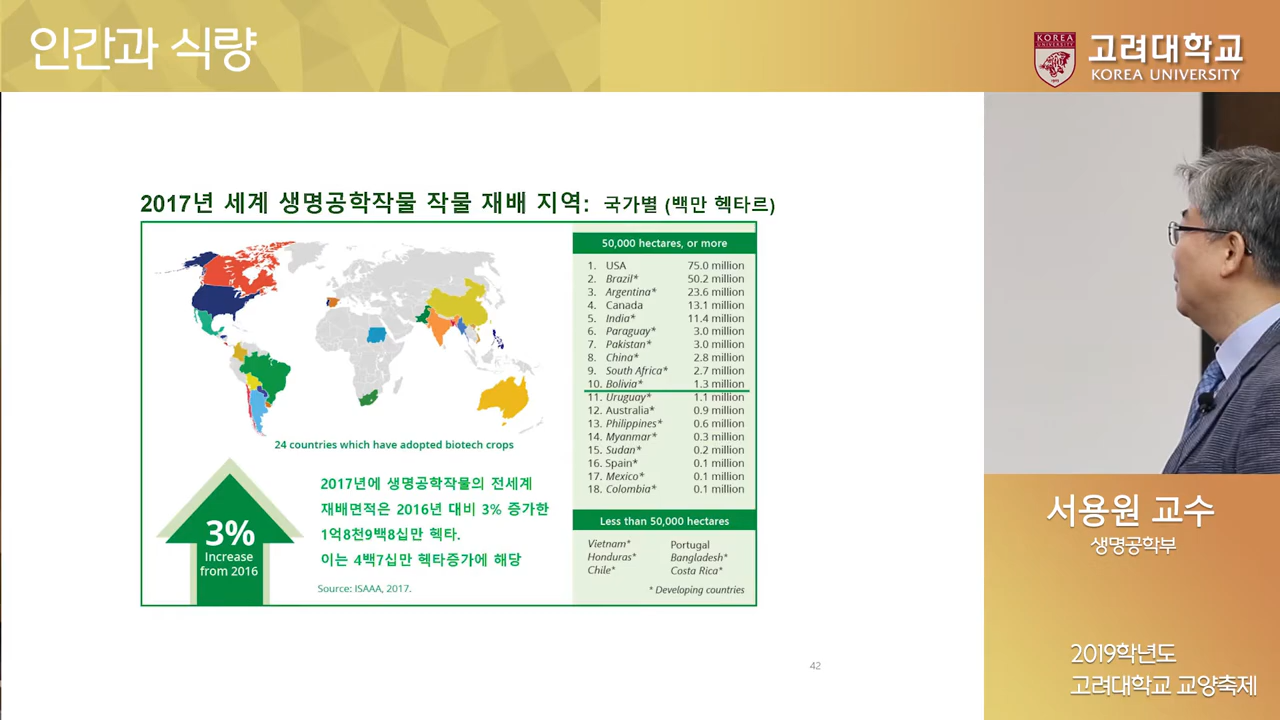 인간과 식량
KOREA
UNIVERSITY
고려대학교
KOREA UNIVERSITY
2017년 세계 생명공학작물 작물 재배 지역: 국가별 (백만 헥타르)
50,000 hectares, or more
1. USA 75.0 million
2. Brazil* 50.2 million
3. Argentina* 23.6 million
4. Canada 13.1 million
5. India* 11.4 million
6. Paraguay* 3.0 million
7. Pakistan* 3.0 million
8. China* 2.8 million
9. South Africa* 2.7 million
10. Bolivia* 1.3 million
11. Uruguay* 1.1 million
12. Australia* 0.9 million
13. Philippines* 0.6 million
14. Myanmar* 0.3 million
15. Sudan* 0.2 million
16. Spain* 0.1 million
17. Mexico* 0.1 million
18. Colombia* 0.1 million
24 countries which have adopted biotech crops
3%
Increase
from 2016
2017년에 생명공학작물의 전세계
재배면적은 2016년 대비 3% 증가한
1억8천9백8십만 헥타.
이는 4백7십만 헥타증가에 해당
Source: ISAAA, 2017.
Less than 50,000 hectares
Vietnam* Portugal
Honduras* Bangladesh*
Chile* Costa Rica*
* Developing countries
42
서용원 교수
생명공학부
2019학년도
고려대학교 교양축제